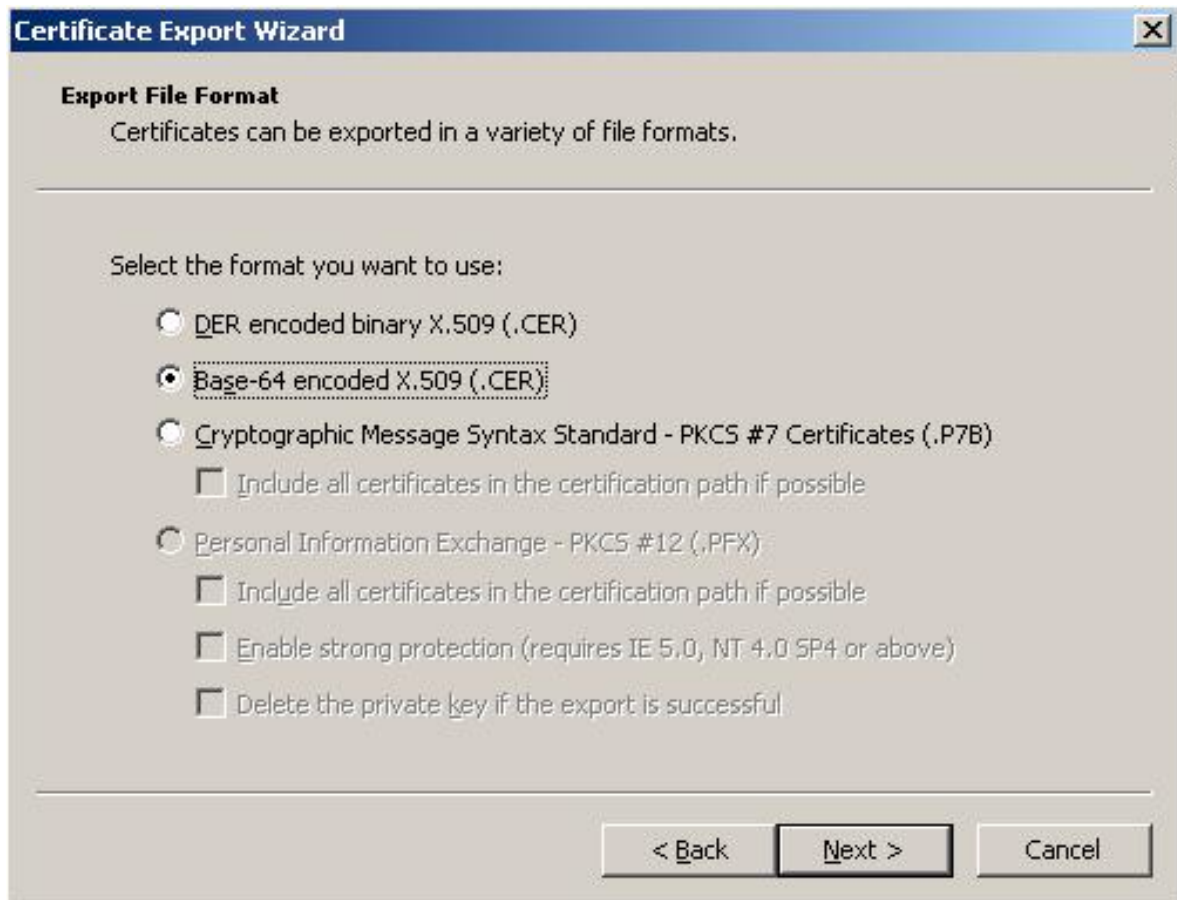 Certificate Export Wizard
Export File Format
Certificates can be exported in a variety of file formats.
Select the format you want to use:
DER encoded binary X.509 (.CER)
Base-64 encoded X.509 (.CER)
Cryptographic Message Syntax Standard - PKCS #7 Certificates (.P7B)
Include all certificates in the certification path if possible
Personal Information Exchange - PKCS #12 (.PFX)
Include all certificates in the certification path if possible
Enable strong protection (requires IE 5.0, NT 4.0 SP4 or above)
Delete the private key if the export is successful
< Back Next > Cancel